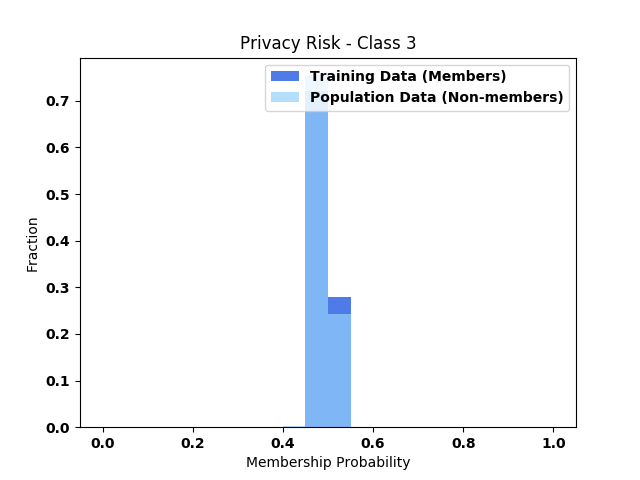 Privacy Risk - Class 3
Training Data (Members)
Population Data (Non-members)
0.7
0.6
0.5
0.4
0.3
0.2
0.1
0.0
Fraction
0.0 0.2 0.4 0.6 0.8 1.0
Membership Probability